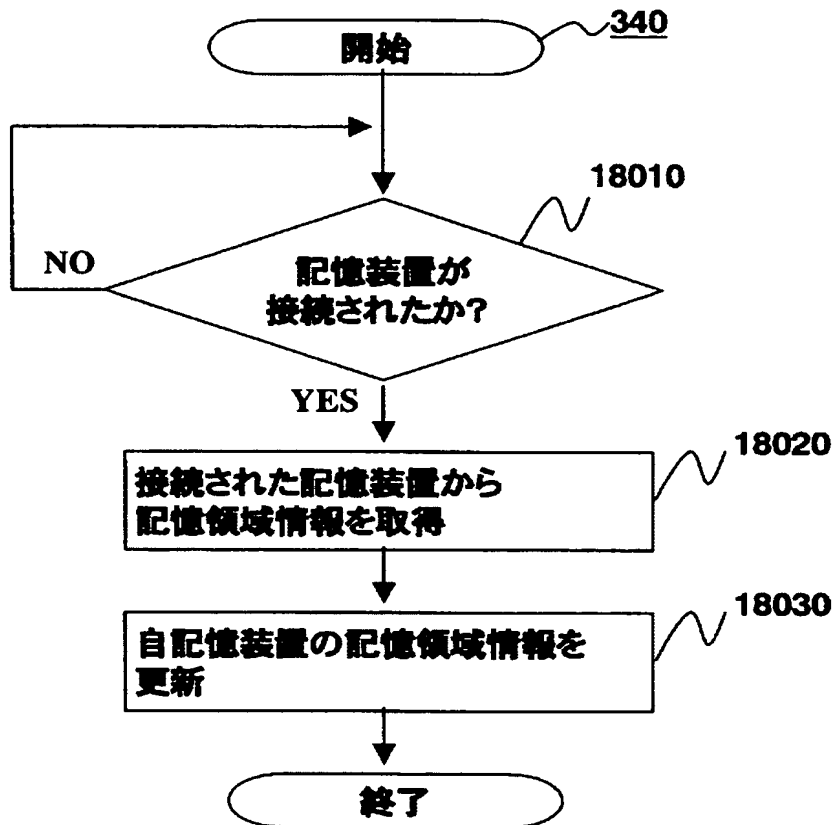 開始
340
18010
NO
記憶装置が
接続されたか?
YES
18020
接続された記憶装置から
記憶領域情報を取得
18030
自記憶装置の記憶領域情報を
更新
終了